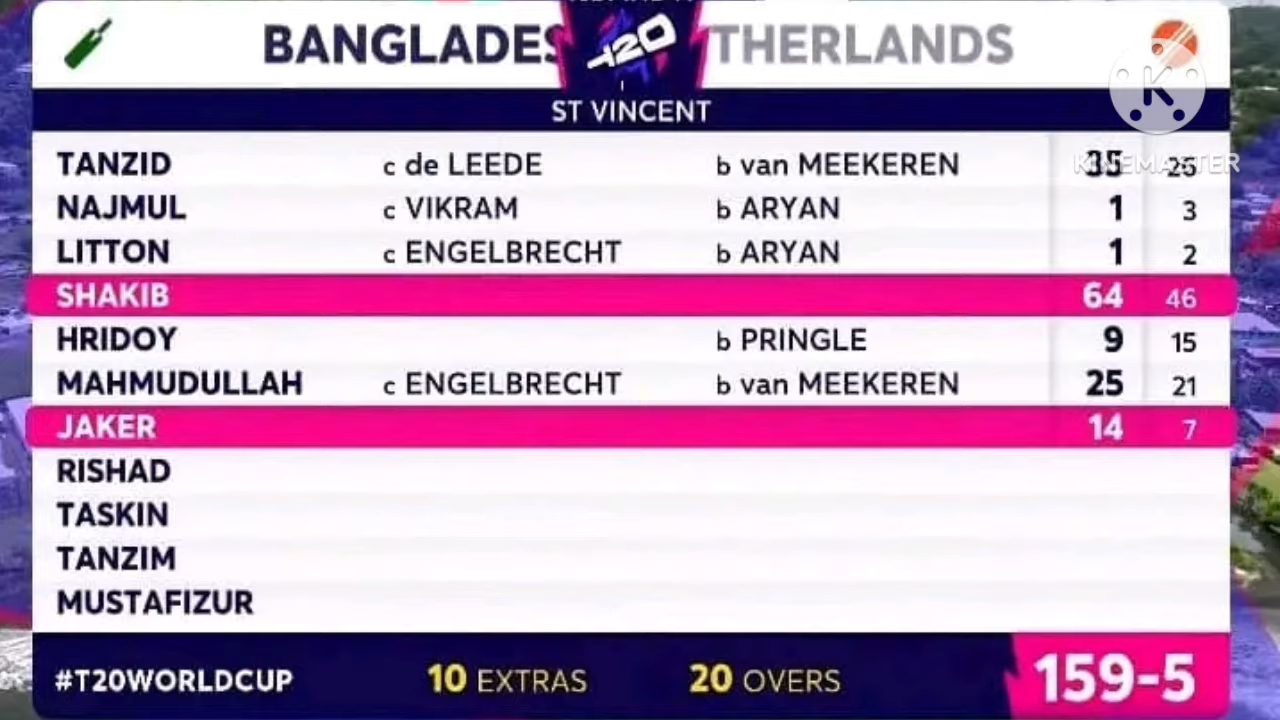 BANGLADES THERLANDS
T20
ST VINCENT
K
KINEMASTER
TANZID c de LEEDE b van MEEKEREN 35
NAJMUL c VIKRAM b ARYAN 1 3
LITTON c ENGELBRECHT b ARYAN 1 2
SHAKIB 64 46
HRIDOY b PRINGLE 9 15
MAHMUDULLAH c ENGELBRECHT b van MEEKEREN 25 21
JAKER 14 7
RISHAD
TASKIN
TANZIM
MUSTAFIZUR
#T20WORLDCUP 10 EXTRAS 20 OVERS 159-5